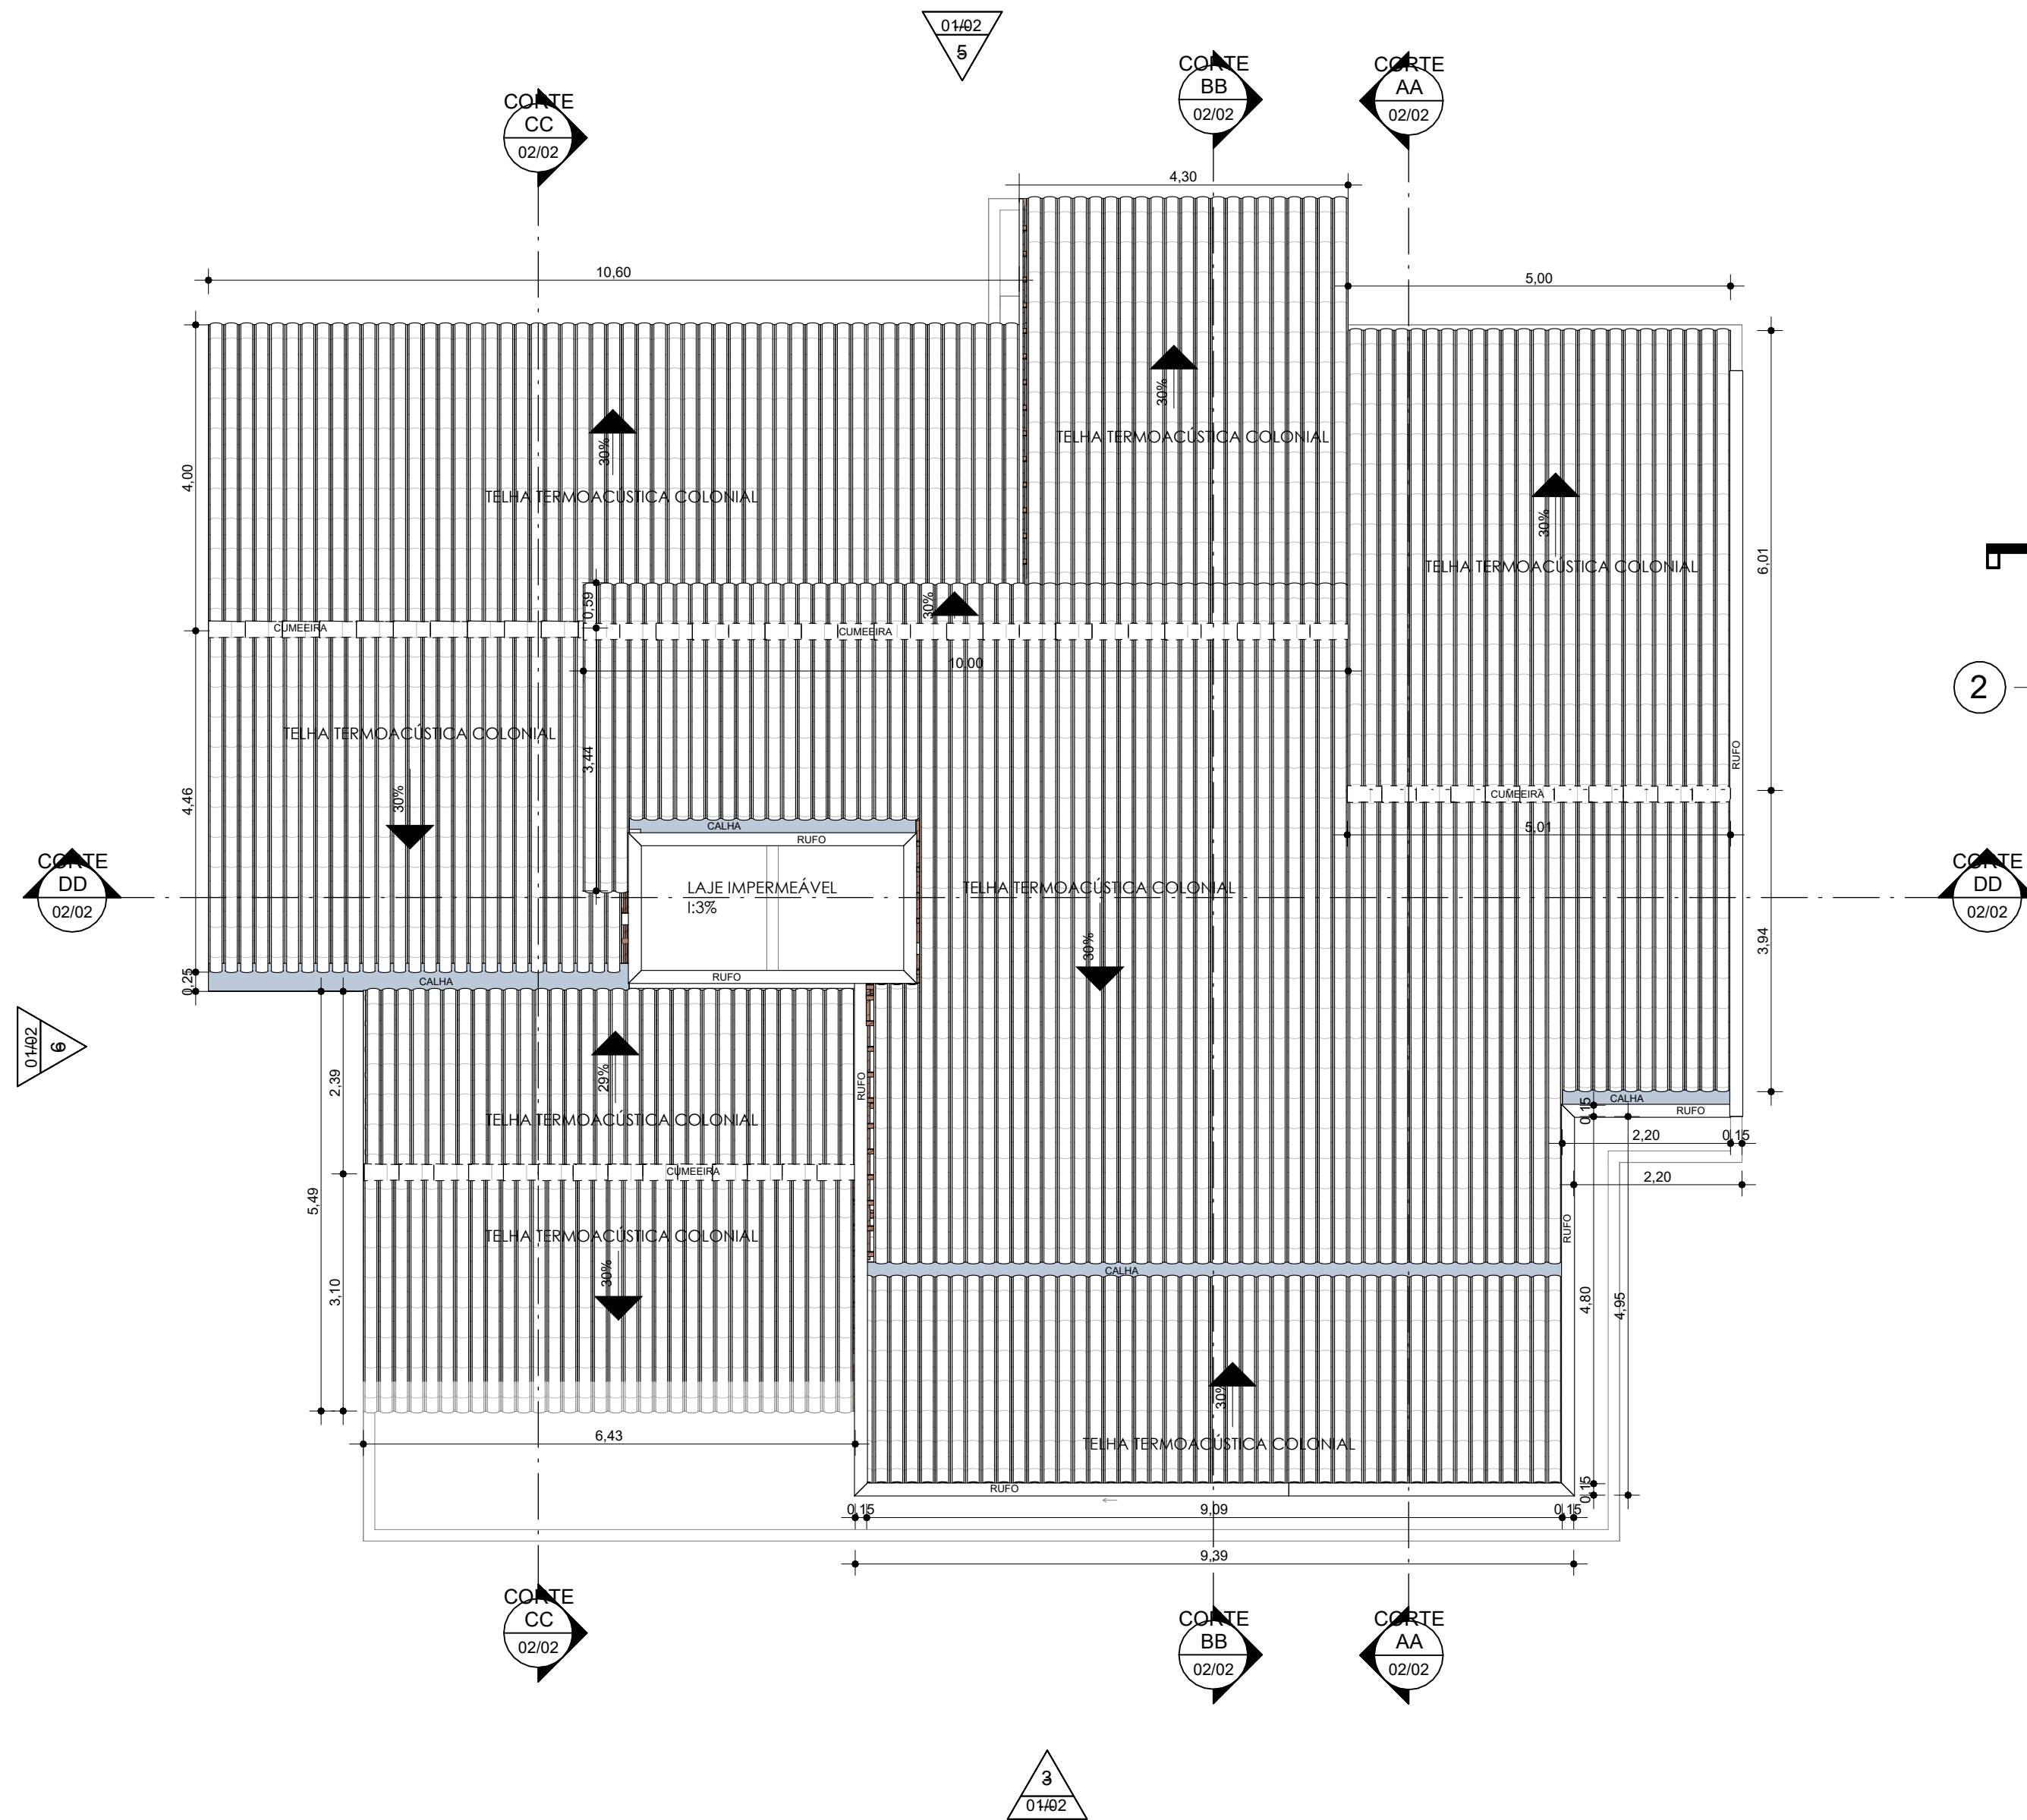 01/02
5
CORTE
BB
02/02
CORTE
AA
02/02
CORTE
CC
02/02
4,30
10,60
5,00
30%
TELHA TERMOACÚSTICA COLONIAL
30%
TELHA TERMOACÚSTICA COLONIAL
4,00
30%
TELHA TERMOACÚSTICA COLONIAL
6,01
0,59
30%
CUMEEIRA
CUMEEIRA
10,00
2
TELHA TERMOACÚSTICA COLONIAL
3,44
RUFO
4,46
30%
CUMEEIRA
5,01
CALHA
RUFO
CORTE
DD
02/02
LAJE IMPERMEÁVEL
I:3%
TELHA TERMOACÚSTICA COLONIAL
30%
CORTE
DD
02/02
3,94
0,25
CALHA
RUFO
01/02
6
2,39
29%
RUFO
TELHA TERMOACÚSTICA COLONIAL
CALHA
RUFO
0,15
2,20
0,15
2,20
CUMEEIRA
5,49
TELHA TERMOACÚSTICA COLONIAL
RUFO
30%
CALHA
3,10
4,80
4,95
30%
6,43
TELHA TERMOACÚSTICA COLONIAL
RUFO
0,15
0,15
9,09
0,15
9,39
CORTE
CC
02/02
CORTE
BB
02/02
CORTE
AA
02/02
3
01/02